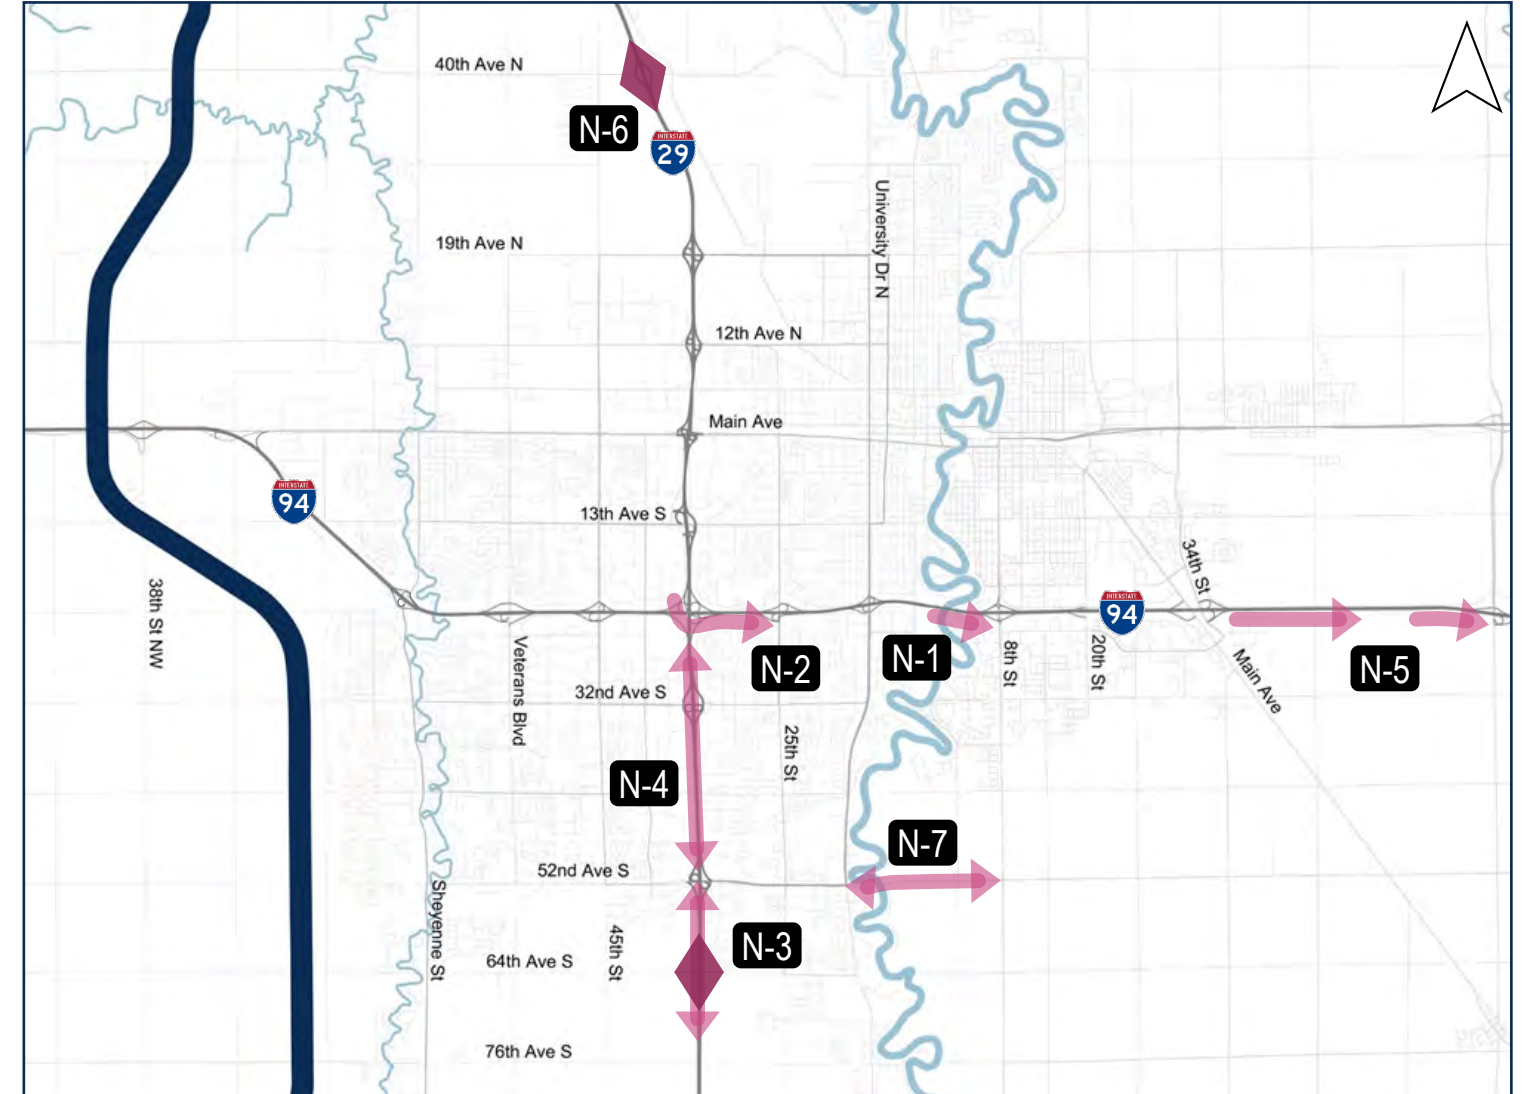 40th Ave N
N-6
INTERSTATE
29
University Dr N
19th Ave N
12th Ave N
Main Ave
INTERSTATE
94
13th Ave S
38th St NW
34th St
INTERSTATE
94
Veterans Blvd
N-2
N-1
8th St
20th St
Main Ave
N-5
32nd Ave S
25th St
N-4
N-7
52nd Ave S
Sheyenne St
45th St
N-3
64th Ave S
76th Ave S